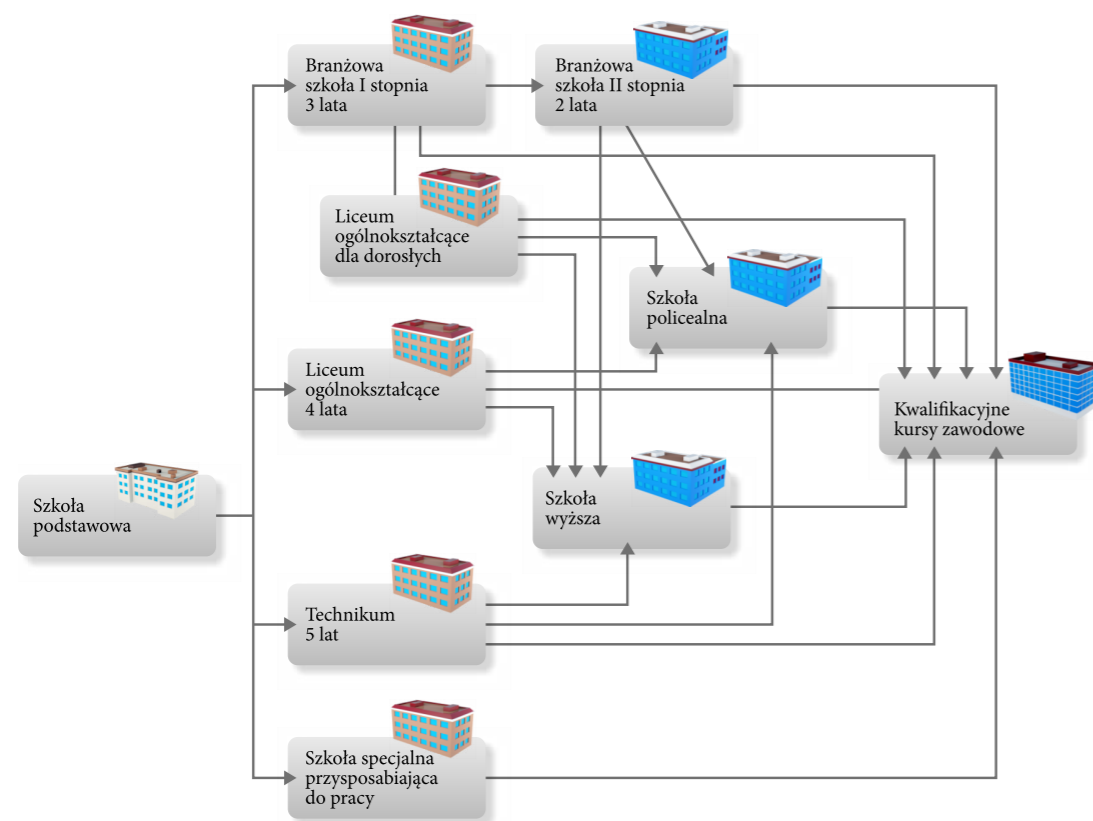 Branżowa
szkoła I stopnia
3 lata
Branżowa
szkoła II stopnia
2 lata
Liceum
ogólnokształcące
dla dorosłych
Szkoła
policealna
Liceum
ogólnokształcące
4 lata
Kwalifikacyjne
kursy zawodowe
Szkoła
podstawowa
Szkoła
wyższa
Technikum
5 lat
Szkoła specjalna
przysposabiająca
do pracy